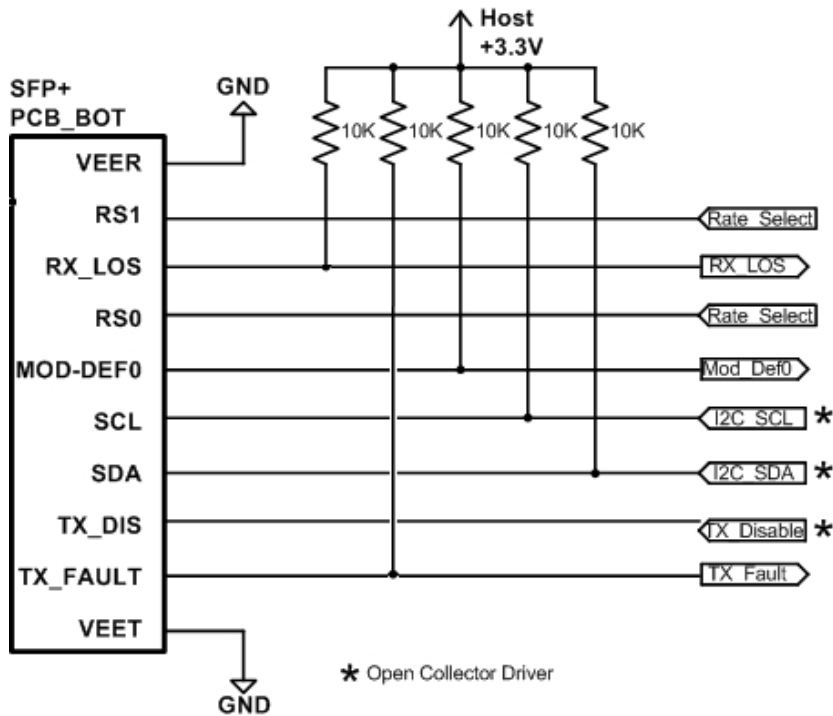 Host
+3.3V
SFP+
PCB_BOT
GND
10K 10K 10K 10K 10K
VEER
RS1 Rate_Select
RX_LOS RX_LOS
RS0 Rate_Select
MOD-DEF0 Mod_Def0
SCL I2C_SCL *
SDA I2C_SDA *
TX_DIS TX_Disable *
TX_FAULT TX_Fault
VEET
* Open Collector Driver
GND